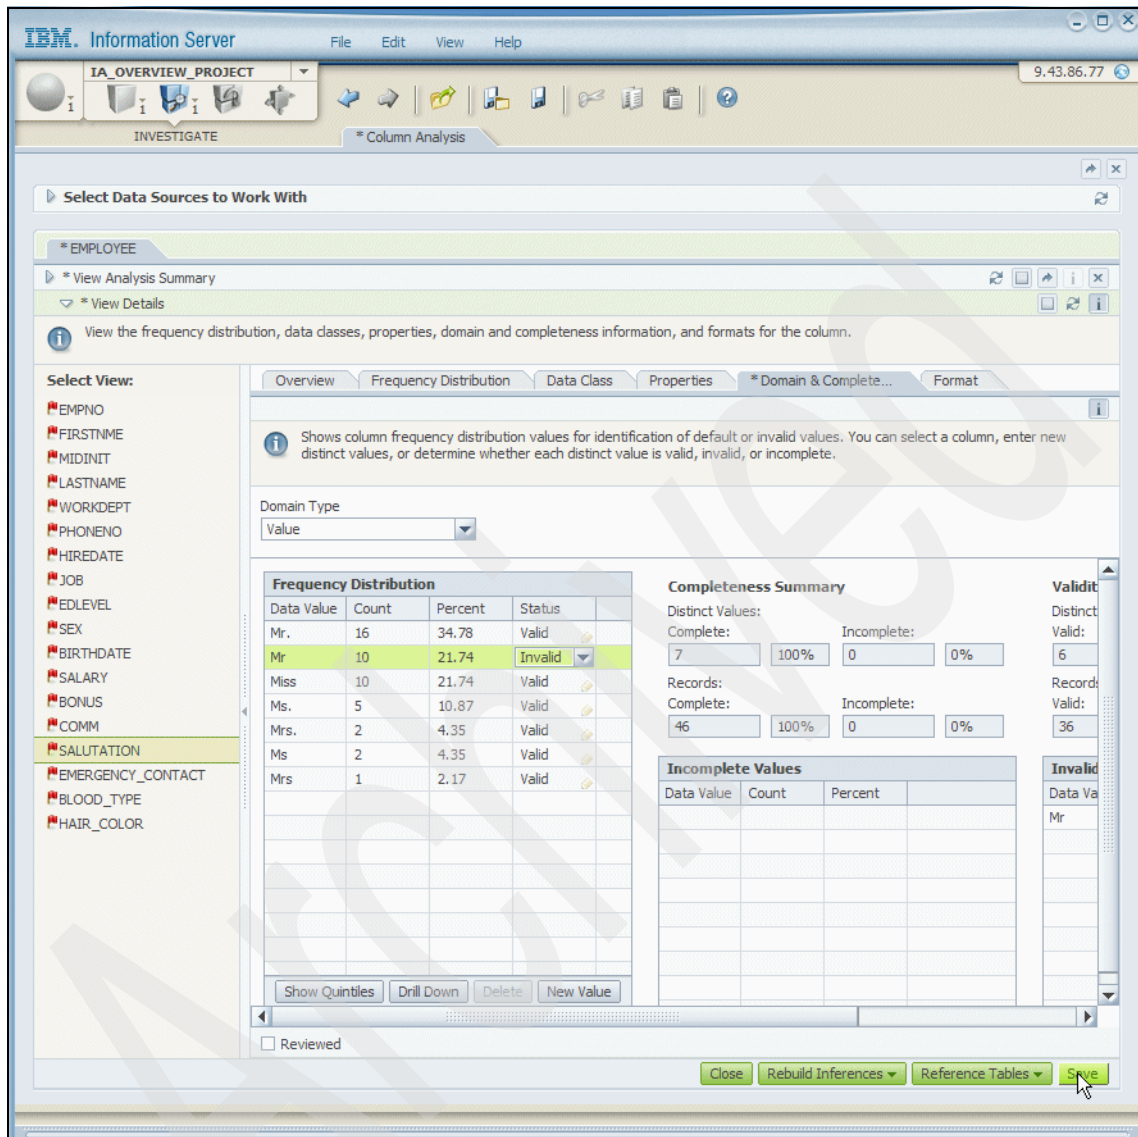 IBM. Information Server File Edit View Help
IA_OVERVIEW_PROJECT 9.43.86.77
INVESTIGATE * Column Analysis
Select Data Sources to Work With
* EMPLOYEE
* View Analysis Summary
* View Details
View the frequency distribution, data classes, properties, domain and completeness information, and formats for the column.
Select View:
EMPNO
FIRSTNME
MIDINIT
LASTNAME
WORKDEPT
PHONENO
HIREDATE
JOB
EDLEVEL
SEX
BIRTHDATE
SALARY
BONUS
COMM
SALUTATION
EMERGENCY_CONTACT
BLOOD_TYPE
HAIR_COLOR
Overview Frequency Distribution Data Class Properties * Domain & Complete... Format
Shows column frequency distribution values for identification of default or invalid values. You can select a column, enter new
distinct values, or determine whether each distinct value is valid, invalid, or incomplete.
Domain Type
Value
Frequency Distribution
Data Value Count Percent Status
Mr. 16 34.78 Valid
Mr 10 21.74 Invalid
Miss 10 21.74 Valid
Ms. 5 10.87 Valid
Mrs. 2 4.35 Valid
Ms 2 4.35 Valid
Mrs 1 2.17 Valid
Show Quintiles Drill Down Delete New Value
Completeness Summary
Distinct Values:
Complete: Incomplete:
7 100% 0 0%
Records:
Complete: Incomplete:
46 100% 0 0%
Incomplete Values
Data Value Count Percent
Validit
Distinct
Valid:
6
Record
Valid:
36
Invalid
Data Va
Mr
Reviewed
Close Rebuild Inferences Reference Tables Save
Archived